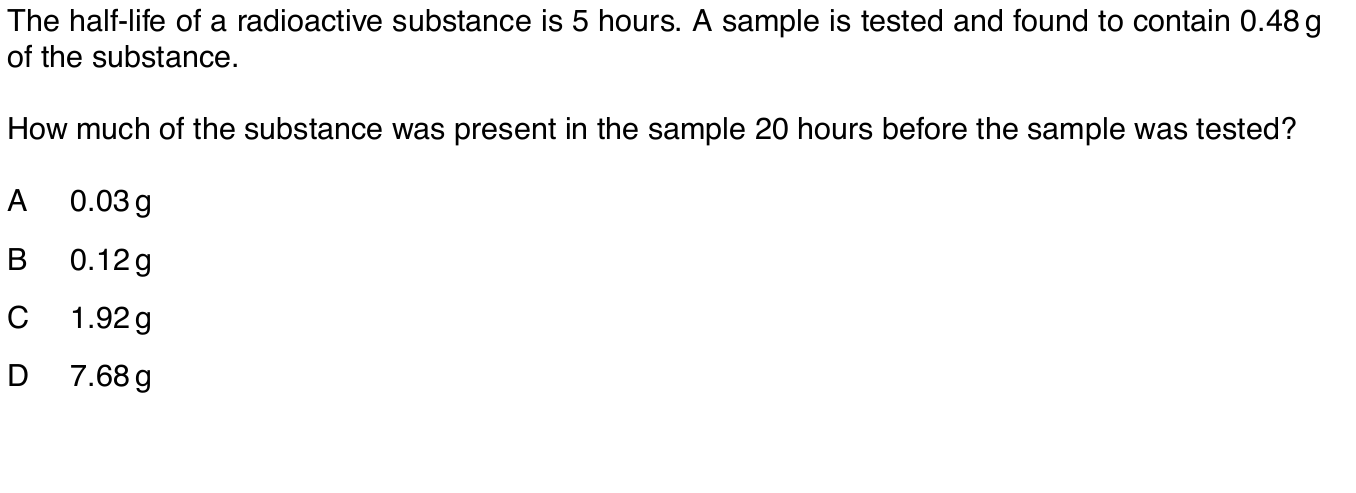 The half-life of a radioactive substance is 5 hours. A sample is tested and found to contain 0.48 g
of the substance.
How much of the substance was present in the sample 20 hours before the sample was tested?
A 0.03 g
B 0.12 g
C 1.92 g
D 7.68 g